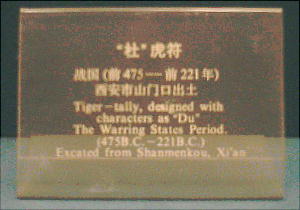 “杜”虎符
战国(前475——前221年)
西安市山门口出土
Tiger-tally, designed with
characters as “Du”
The Warring States Period.
(475B.C.-221B.C.)
Excated from Shanmenkou, Xi'an